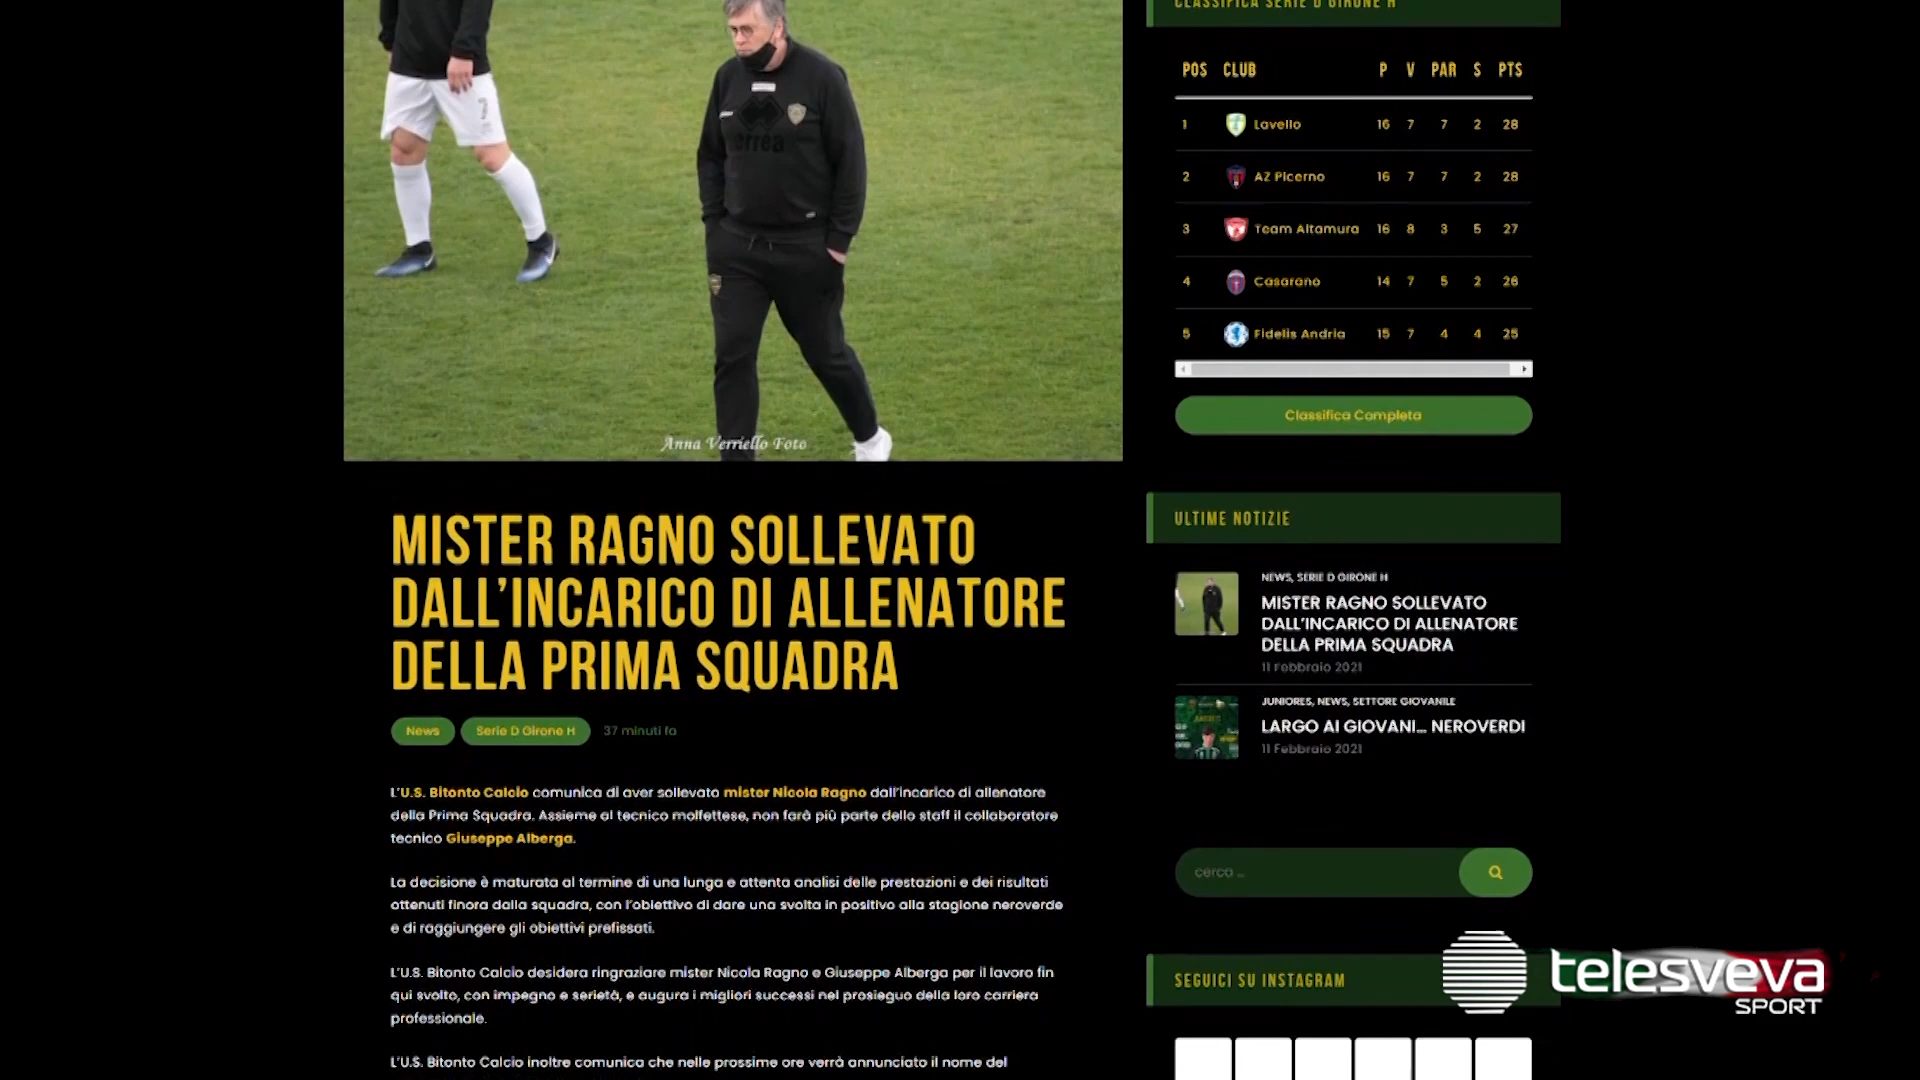 CLASSIFICA SERIE D GIRONE H
POS CLUB P V PAR S PTS
1 Lavello 16 7 7 2 28
2 AZ Picerno 16 7 7 2 28
3 Team Altamura 16 8 3 5 27
4 Casarano 14 7 5 2 26
5 Fidelis Andria 15 7 4 4 25
Classifica Completa
errea
Anna Verriello Foto
MISTER RAGNO SOLLEVATO
DALL'INCARICO DI ALLENATORE
DELLA PRIMA SQUADRA
News Serie D Girone H 37 minuti fa
L'U.S. Bitonto Calcio comunica di aver sollevato mister Nicola Ragno dall'incarico di allenatore
della Prima Squadra. Assieme al tecnico molfettese, non farà più parte dello staff il collaboratore
tecnico Giuseppe Alberga.
La decisione è maturata al termine di una lunga e attenta analisi delle prestazioni e dei risultati
ottenuti finora dalla squadra, con l'obiettivo di dare una svolta in positivo alla stagione neroverde
e di raggiungere gli obiettivi prefissati.
L'U.S. Bitonto Calcio desidera ringraziare mister Nicola Ragno e Giuseppe Alberga per il lavoro fin
qui svolto, con impegno e serietà, e augura i migliori successi nel prosieguo della loro carriera
professionale.
L'U.S. Bitonto Calcio inoltre comunica che nelle prossime ore verrà annunciato il nome del
ULTIME NOTIZIE
NEWS, SERIE D GIRONE H
MISTER RAGNO SOLLEVATO
DALL'INCARICO DI ALLENATORE
DELLA PRIMA SQUADRA
11 Febbraio 2021
JUNIORES, NEWS, SETTORE GIOVANILE
LARGO AI GIOVANI... NEROVERDI
11 Febbraio 2021
cerca ...
SEGUICI SU INSTAGRAM
telesveva
SPORT